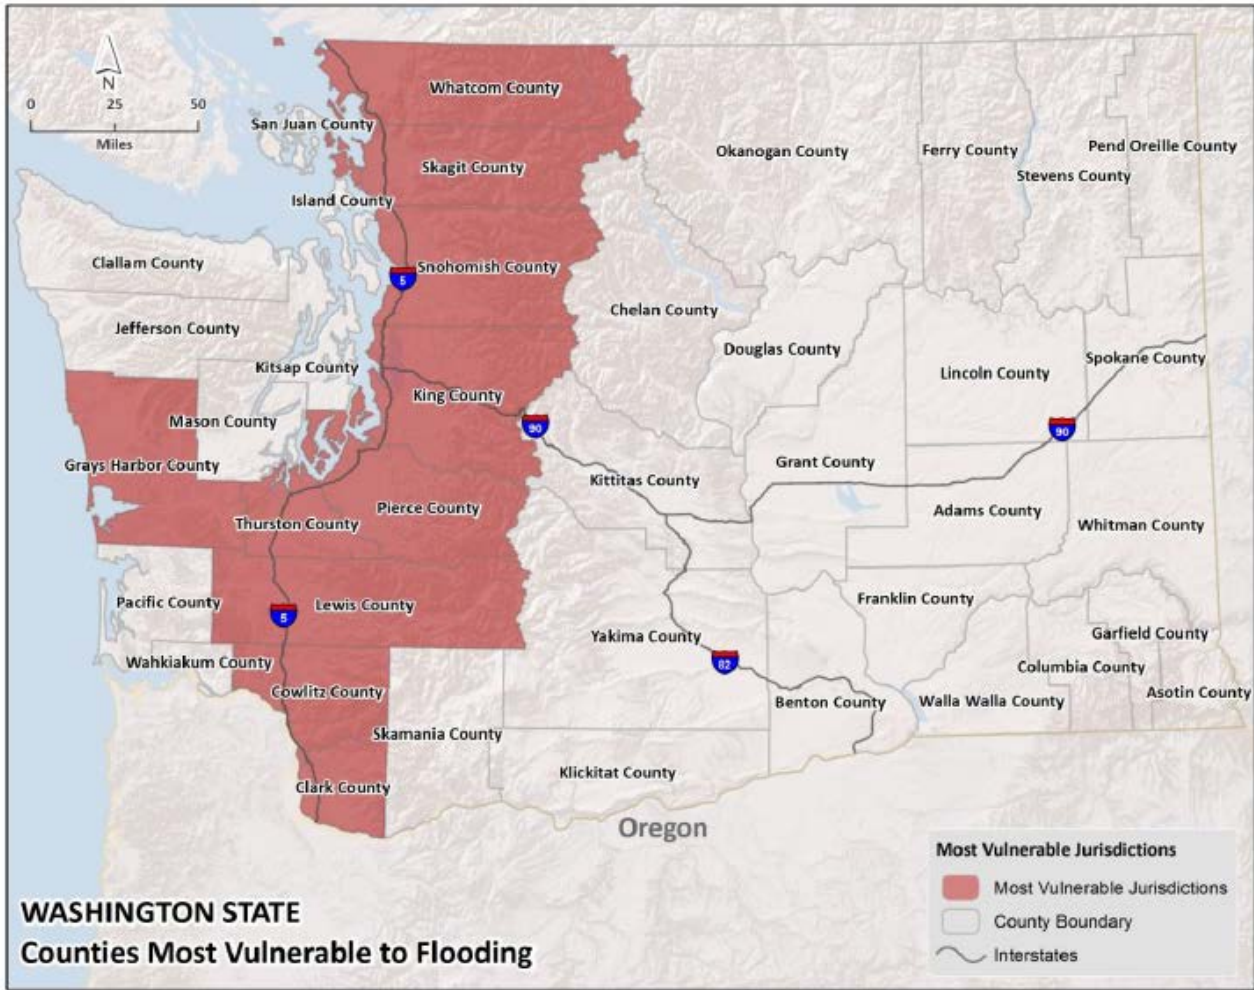 N
0 25 50
Miles
Whatcom County
San Juan County
Skagit County
Island County
Okanogan County
Ferry County
Pend Oreille County
Stevens County
Clallam County
Snohomish County
5
Jefferson County
Chelan County
Douglas County
Kitsap County
King County
Lincoln County
Spokane County
Mason County
90
90
Grays Harbor County
Grant County
Kittitas County
Pierce County
Thurston County
Adams County
Whitman County
Pacific County
5
Lewis County
Franklin County
Yakima County
Garfield County
Wahkiakum County
82
Columbia County
Cowlitz County
Benton County
Walla Walla County
Asotin County
Skamania County
Klickitat County
Clark County
Oregon
Most Vulnerable Jurisdictions
Most Vulnerable Jurisdictions
County Boundary
Interstates
WASHINGTON STATE
Counties Most Vulnerable to Flooding